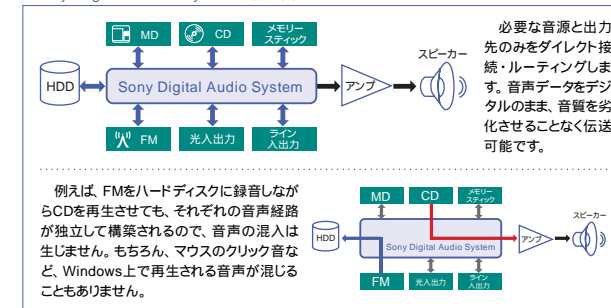 MD
CD
メモリー
スティック
HDD
Sony Digital Audio System
アンプ
スピーカー
FM
光入出力
ライン
入出力
必要な音源と出力
先のみをダイレクト接
続・ルーティングしま
す。音声データをデジ
タルのまま、音質を劣
化させることなく伝送
可能です。
例えば、FMをハードディスクに録音しなが
らCDを再生させても、それぞれの音声経路
が独立して構築されるので、音声の混入は
生じません。もちろん、マウスのクリック音な
ど、Windows上で再生される音声が混じる
こともありません。
MD
CD
メモリー
スティック
HDD
Sony Digital Audio System
アンプ
スピーカー
FM
光入出力
ライン
入出力